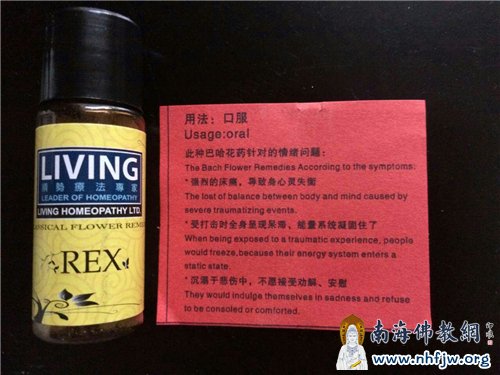 LIVING
順勢療法專家
LEADER OF HOMEOPATHY
LIVING HOMEOPATHY LTD.
REX
用法：口服
Usage:oral
此种巴哈花药针对的情绪问题：
The Bach Flower Remedies According to the symptoms:
*强烈的床痛，导致身心灵失衡
The lost of balance between body and mind caused by
severe traumatizing events.
*受打击时全身呈现呆滞、能量系统凝固住了
When being exposed to a traumatic experience, people
would freeze,because their energy system enters a
static state.
*沉溺于悲伤中，不愿接受劝解、安慰
They would indulge themselves in sadness and refuse
to be consoled or comforted.
南海佛教網
www.nhfjw.org